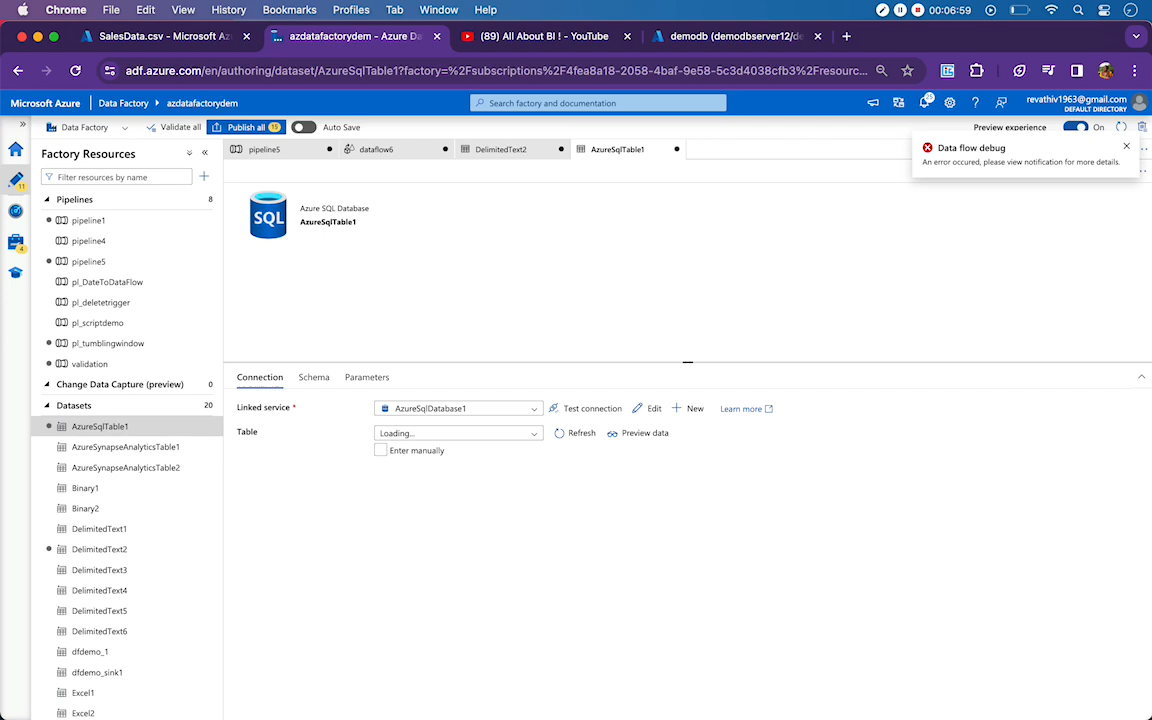 Chrome File Edit View History Bookmarks Profiles Tab Window Help 00:06:59
SalesData.csv - Microsoft Az
azdatafactorydem - Azure Da
(89) All About BI ! - YouTube
demodb (demodbserver12/de
adf.azure.com/en/authoring/dataset/AzureSqlTable1?factory=%2Fsubscriptions%2F4fea8a18-2058-4baf-9e58-5c3d4038cfb3%2Fresourc...
Microsoft Azure Data Factory azdatafactorydem
Search factory and documentation
25
revathiv1963@gmail.com
DEFAULT DIRECTORY
Data Factory Validate all Publish all 15 Auto Save
Preview experience On
Data flow debug
An error occured, please view notification for more details.
Factory Resources
Filter resources by name
11
4
Pipelines 8
pipeline1
pipeline4
pipeline5
pl_DateToDataFlow
pl_deletetrigger
pl_scriptdemo
pl_tumblingwindow
validation
Change Data Capture (preview) 0
Datasets 20
AzureSqlTable1
AzureSynapseAnalyticsTable1
AzureSynapseAnalyticsTable2
Binary1
Binary2
DelimitedText1
DelimitedText2
DelimitedText3
DelimitedText4
DelimitedText5
DelimitedText6
dfdemo_1
dfdemo_sink1
Excel1
Excel2
pipeline5 dataflow6 DelimitedText2 AzureSqlTable1
SQL
Azure SQL Database
AzureSqlTable1
Connection Schema Parameters
Linked service * AzureSqlDatabase1 Test connection Edit New Learn more
Table Loading... Refresh Preview data
Enter manually